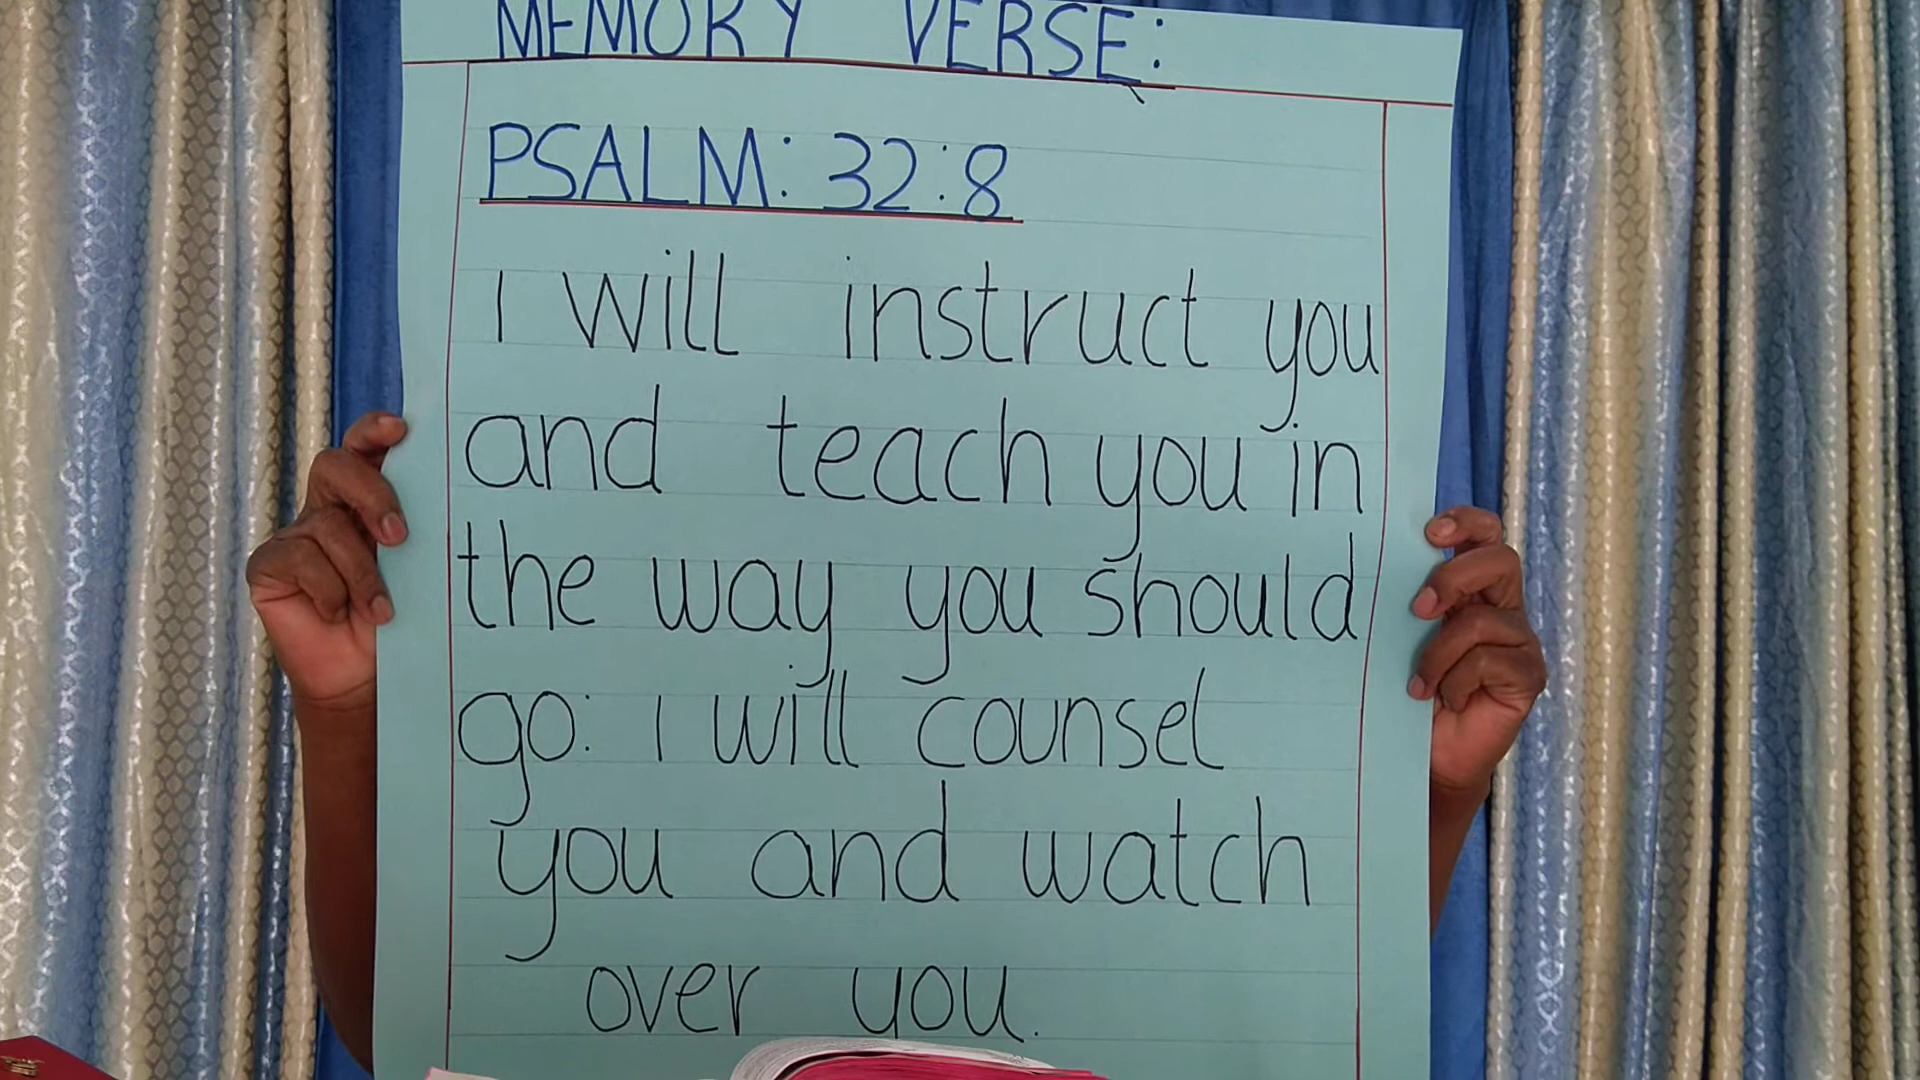 MEMORY VERSE:
PSALM: 32:8
I will instruct you
and teach you in
the way you should
go: I will counsel
you and watch
over you.